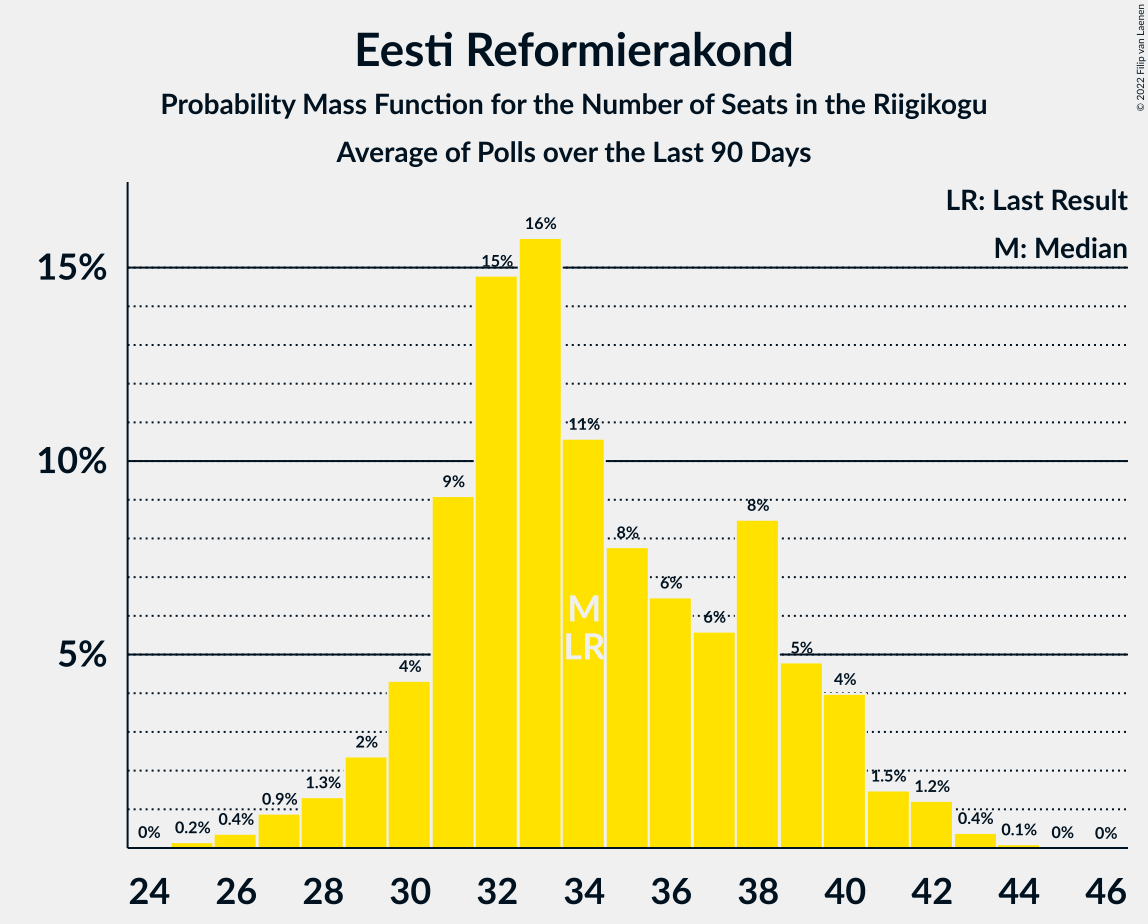 Eesti Reformierakond
Probability Mass Function for the Number of Seats in the Riigikogu
Average of Polls over the Last 90 Days
© 2022 Filip van Laenen
LR: Last Result
M: Median
15%
10%
5%
0%
0.2%
0.4%
0.9%
1.3%
2%
4%
9%
15%
16%
11%
8%
6%
6%
8%
5%
4%
1.5%
1.2%
0.4%
0.1%
0%
0%
M
LR
24 26 28 30 32 34 36 38 40 42 44 46